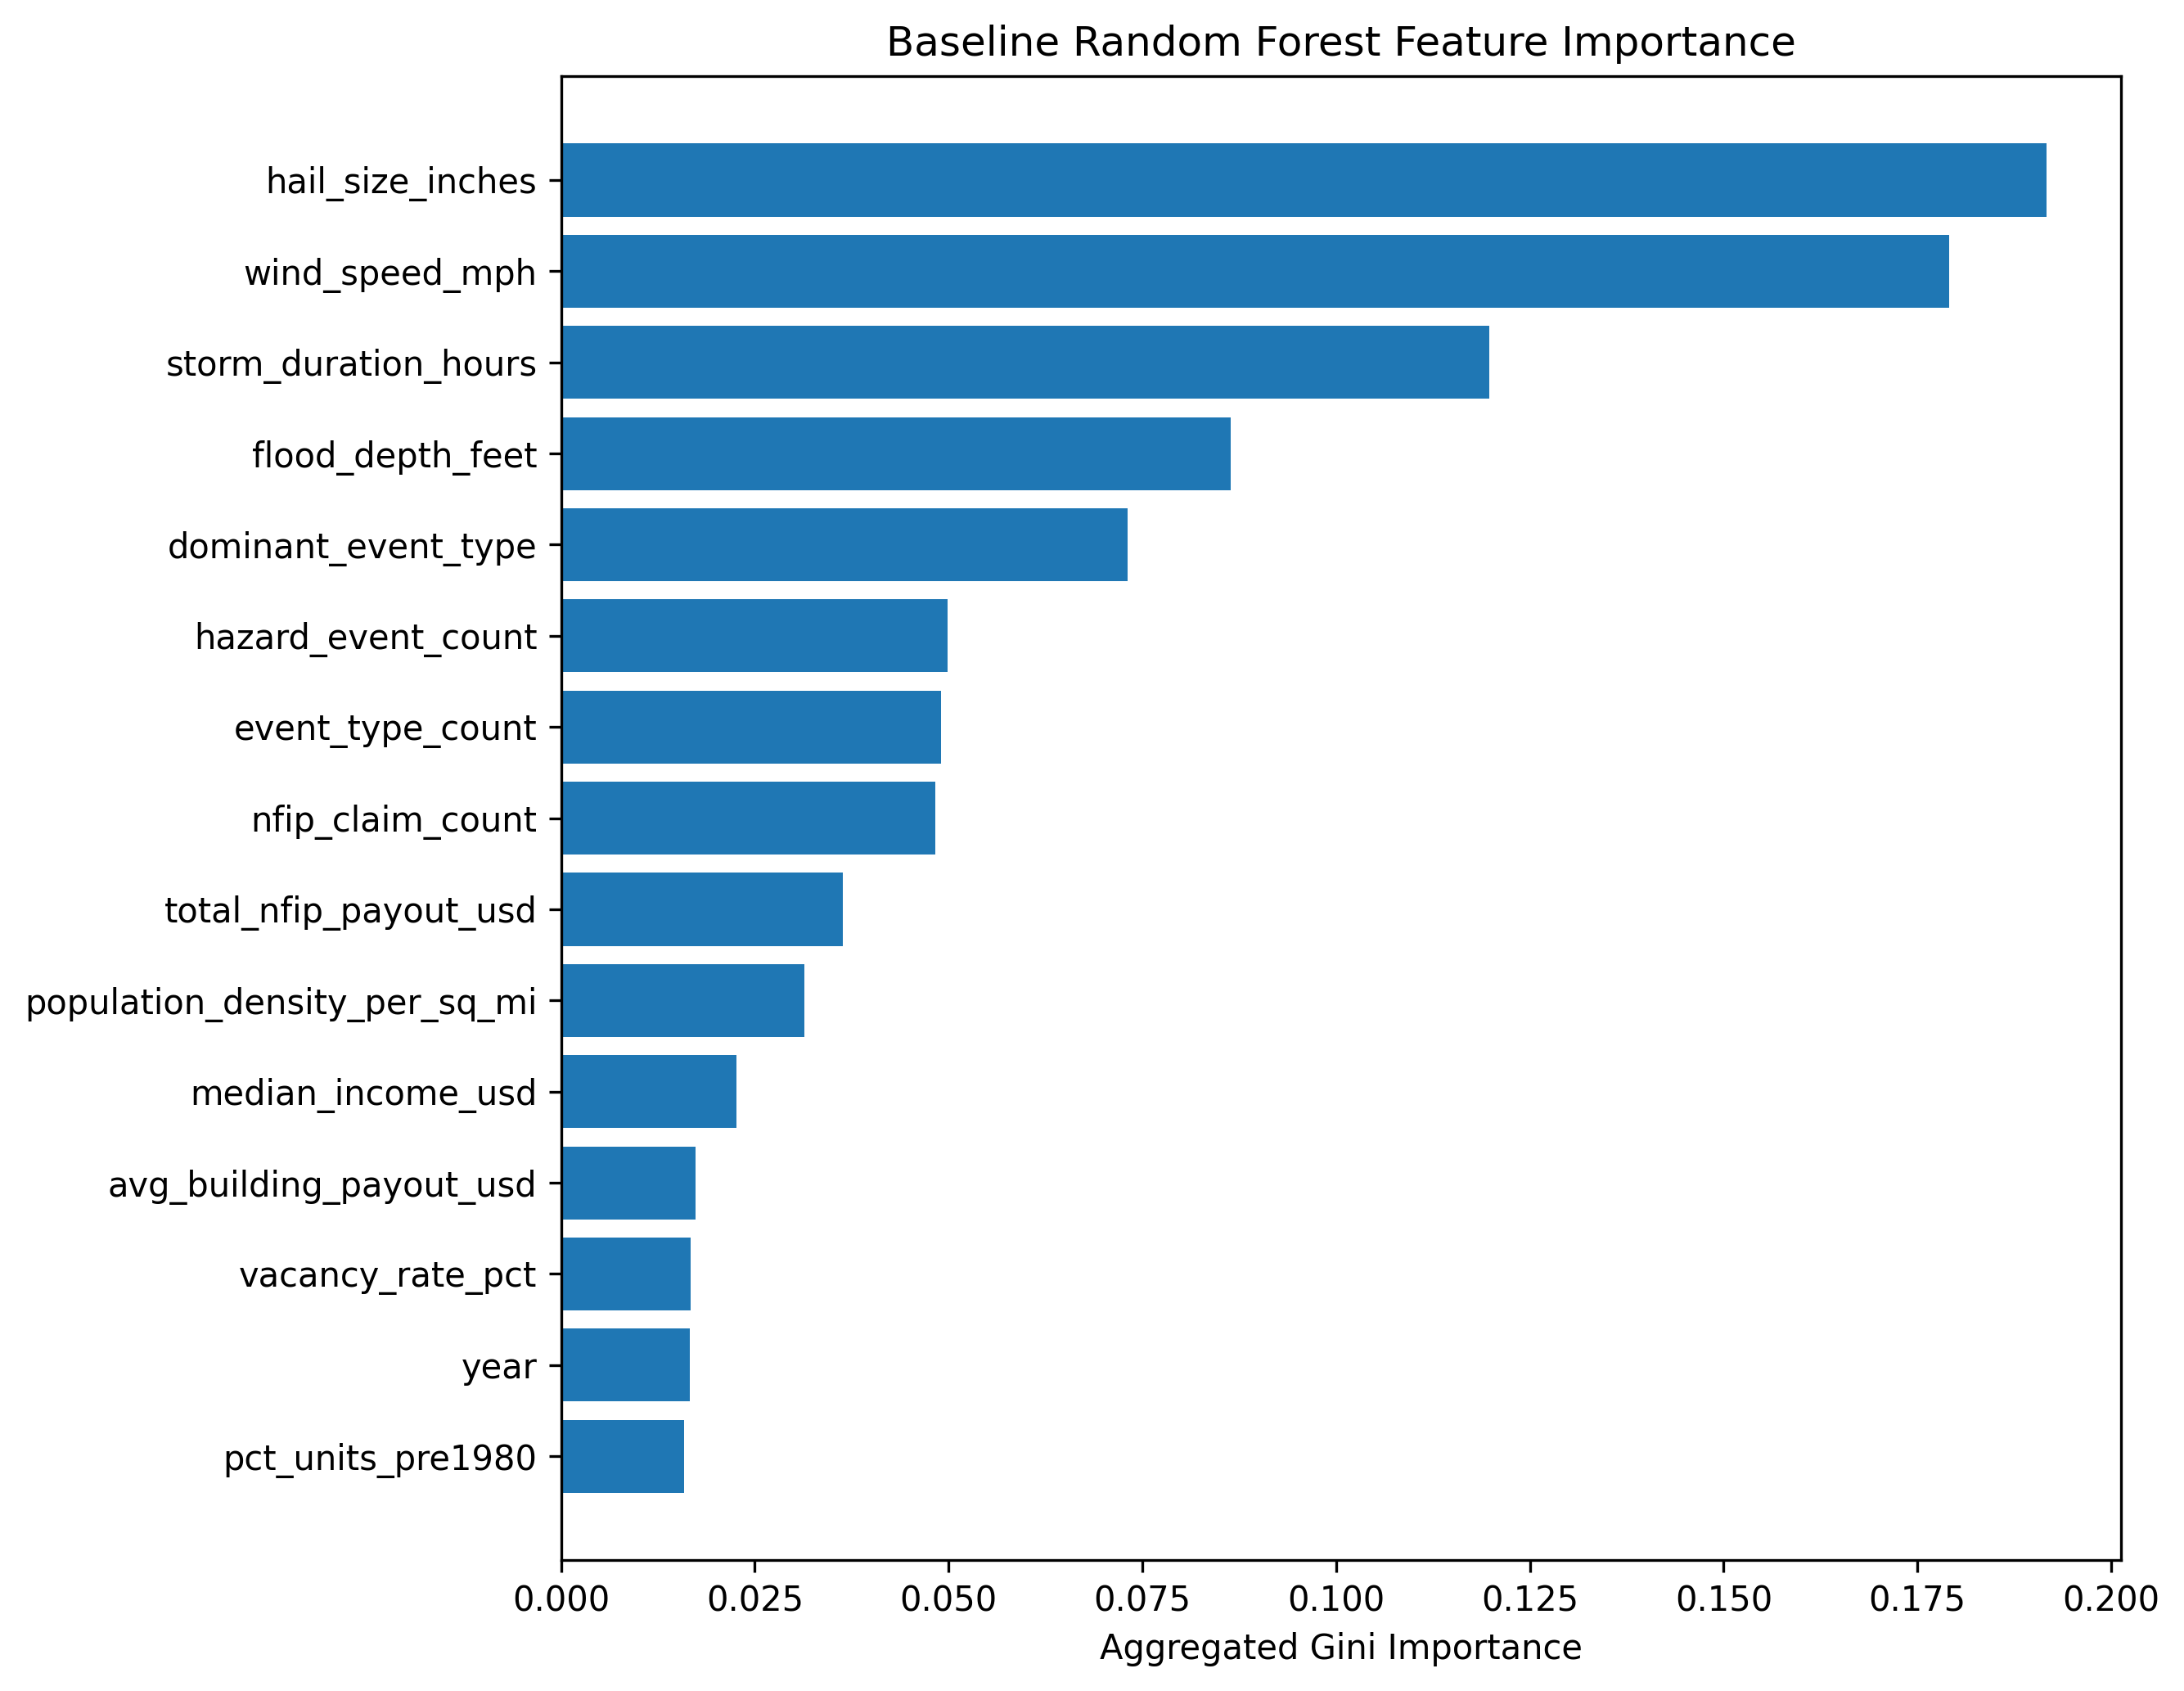 Baseline Random Forest Feature Importance
hail_size_inches
wind_speed_mph
storm_duration_hours
flood_depth_feet
dominant_event_type
hazard_event_count
event_type_count
nfip_claim_count
total_nfip_payout_usd
population_density_per_sq_mi
median_income_usd
avg_building_payout_usd
vacancy_rate_pct
year
pct_units_pre1980
0.000 0.025 0.050 0.075 0.100 0.125 0.150 0.175 0.200
Aggregated Gini Importance